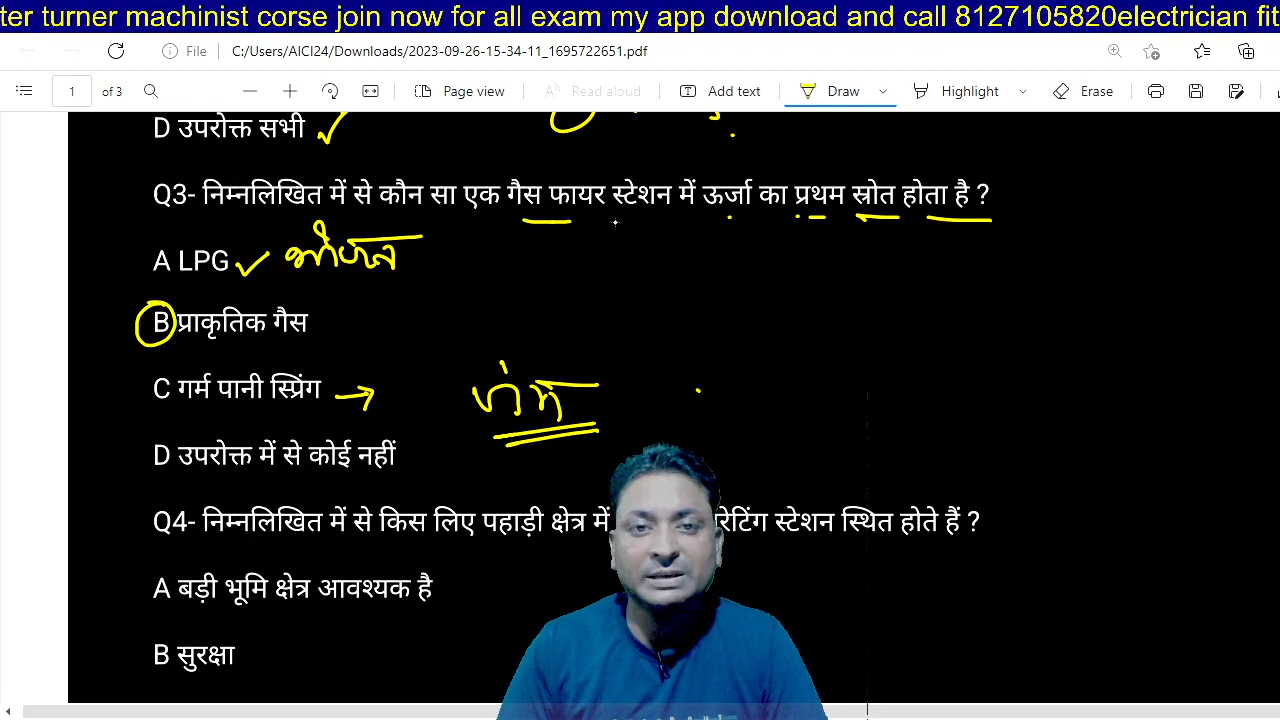 ter turner machinist corse join now for all exam my app download and call 8127105820electrician fit
File C:/Users/AICI24/Downloads/2023-09-26-15-34-11_1695722651.pdf
1 of 3 Page view Read aloud Add text Draw Highlight Erase
D उपरोक्त सभी
Q3- निम्नलिखित में से कौन सा एक गैस फायर स्टेशन में ऊर्जा का प्रथम स्रोत होता है ?
A LPG
B प्राकृतिक गैस
C गर्म पानी स्प्रिंग
D उपरोक्त में से कोई नहीं
Q4- निम्नलिखित में से किस लिए पहाड़ी क्षेत्र में रेटिंग स्टेशन स्थित होते हैं ?
A बड़ी भूमि क्षेत्र आवश्यक है
B सुरक्षा